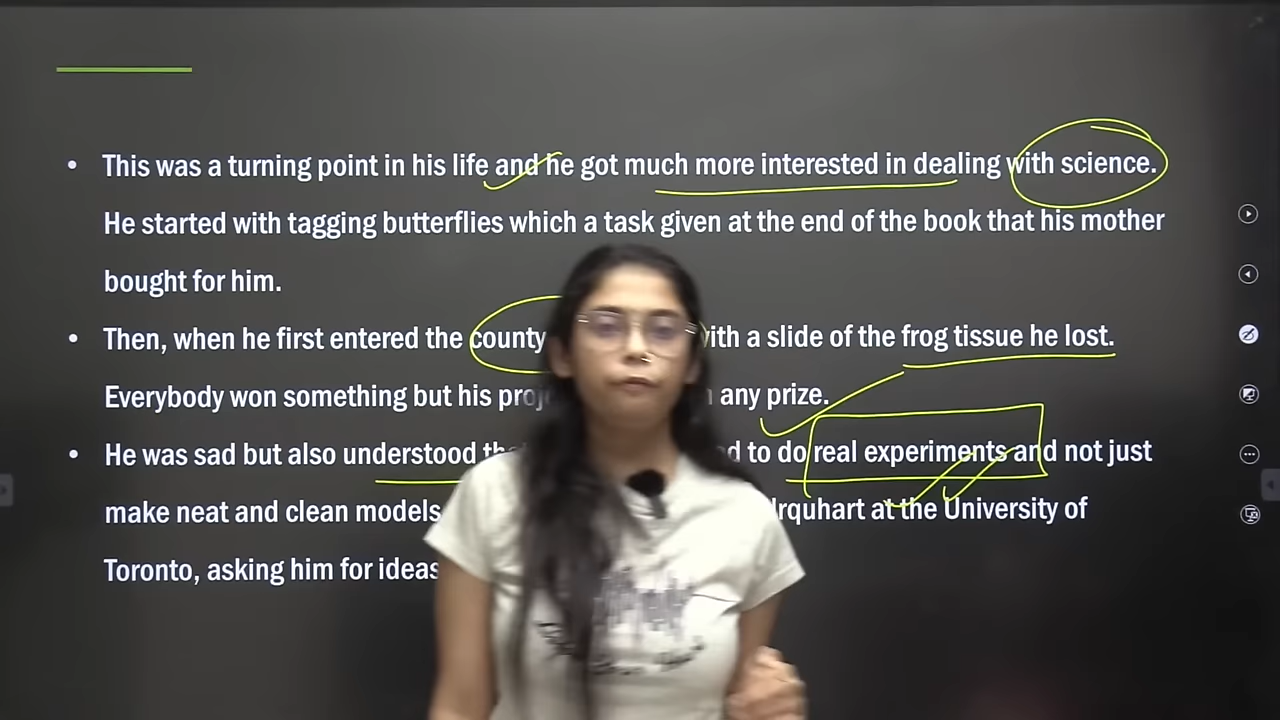 This was a turning point in his life and he got much more interested in dealing with science.
He started with tagging butterflies which a task given at the end of the book that his mother
bought for him.
Then, when he first entered the county with a slide of the frog tissue he lost.
Everybody won something but his any prize.
He was sad but also understood to do real experiments and not just
make neat and clean models at the University of
Toronto, asking him for ideas